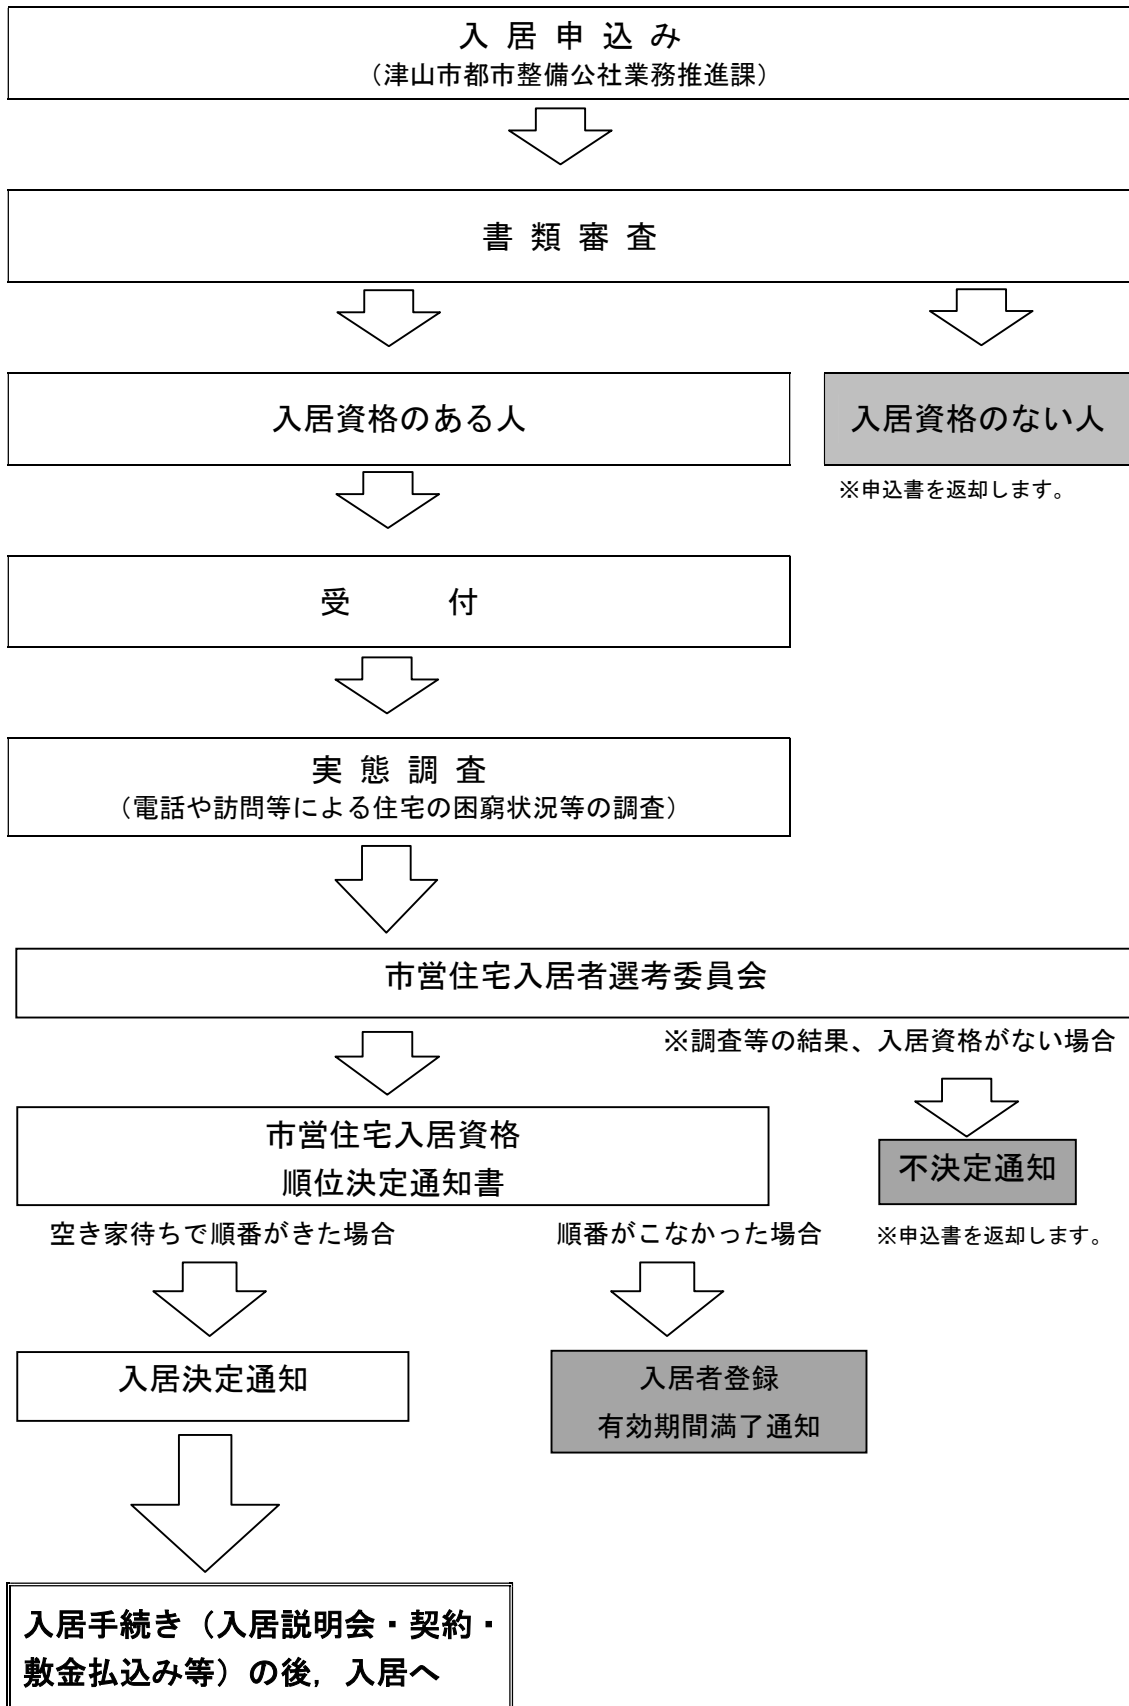 入 居 申 込 み
（津山市都市整備公社業務推進課）
書 類 審 査
入居資格のある人
入居資格のない人
※申込書を返却します。
受　　　付
実 態 調 査
（電話や訪問等による住宅の困窮状況等の調査）
市営住宅入居者選考委員会
※調査等の結果、入居資格がない場合
市営住宅入居資格
順位決定通知書
不決定通知
空き家待ちで順番がきた場合
順番がこなかった場合
※申込書を返却します。
入居決定通知
入居者登録
有効期間満了通知
入居手続き（入居説明会・契約・
敷金払込み等）の後，入居へ